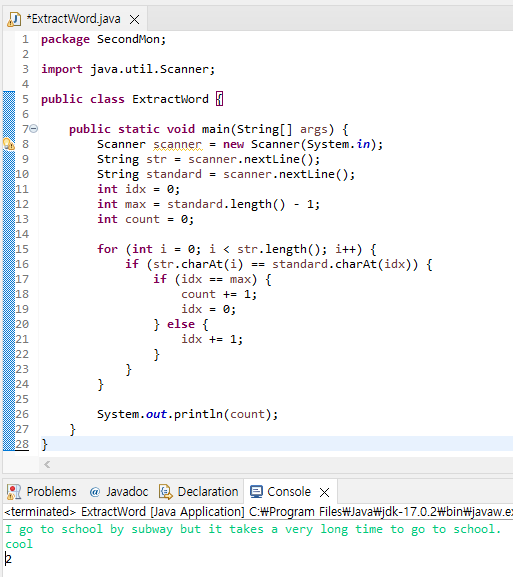 *ExtractWord.java
1 package SecondMon;
2
3 import java.util.Scanner;
4
5 public class ExtractWord {
6
7 public static void main(String[] args) {
8 Scanner scanner = new Scanner(System.in);
9 String str = scanner.nextLine();
10 String standard = scanner.nextLine();
11 int idx = 0;
12 int max = standard.length() - 1;
13 int count = 0;
14
15 for (int i = 0; i < str.length(); i++) {
16 if (str.charAt(i) == standard.charAt(idx)) {
17 if (idx == max) {
18 count += 1;
19 idx = 0;
20 } else {
21 idx += 1;
22 }
23 }
24 }
25
26 System.out.println(count);
27 }
28 }
Problems @ Javadoc Declaration Console
<terminated> ExtractWord [Java Application] C:₩Program Files₩Java₩jdk-17.0.2₩bin₩javaw.ex
I go to school by subway but it takes a very long time to go to school.
cool
2